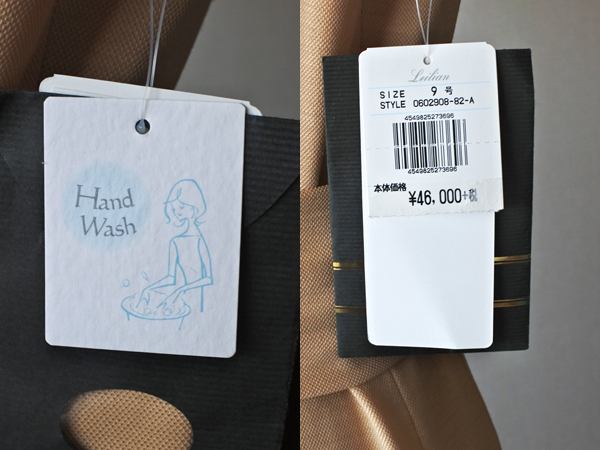 Hand
Wash
Leilian
SIZE 9 号
STYLE 0602908-82-A
4549825273696
4549825273696
本体価格
¥46,000+税